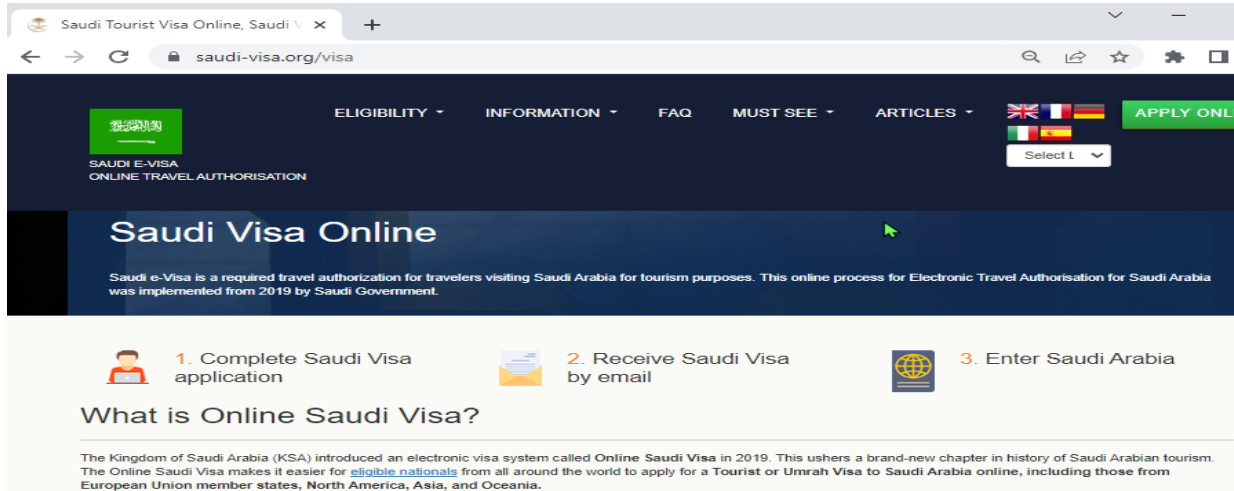 Saudi Tourist Visa Online, Saudi V
saudi-visa.org/visa
ELIGIBILITY INFORMATION FAQ MUST SEE ARTICLES APPLY ONL
Select L
SAUDI E-VISA
ONLINE TRAVEL AUTHORISATION
Saudi Visa Online
Saudi e-Visa is a required travel authorization for travelers visiting Saudi Arabia for tourism purposes. This online process for Electronic Travel Authorisation for Saudi Arabia
was implemented from 2019 by Saudi Government.
1. Complete Saudi Visa
application
2. Receive Saudi Visa
by email
3. Enter Saudi Arabia
What is Online Saudi Visa?
The Kingdom of Saudi Arabia (KSA) introduced an electronic visa system called Online Saudi Visa in 2019. This ushers a brand-new chapter in history of Saudi Arabian tourism.
The Online Saudi Visa makes it easier for eligible nationals from all around the world to apply for a Tourist or Umrah Visa to Saudi Arabia online, including those from
European Union member states, North America, Asia, and Oceania.